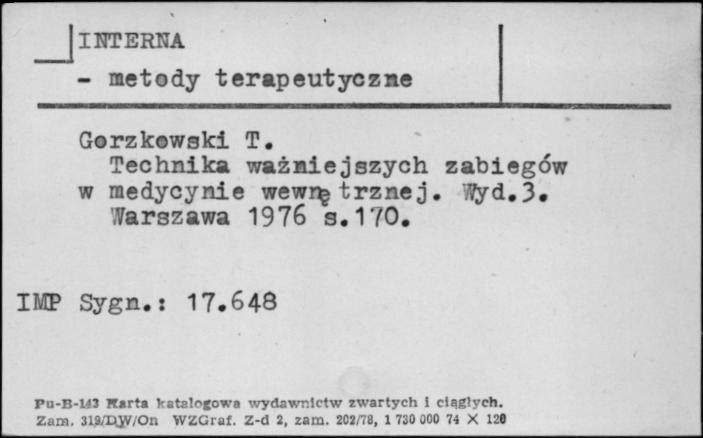 INTERNA
- metody terapeutyczne
Gorzkowski T.
Technika ważniejszych zabiegów
w medycynie wewnętrznej. Wyd.3.
Warszawa 1976 s.170.
IMP Sygn.: 17.648
Pu-B-143 Karta katalogowa wydawnictw zwartych i ciągłych.
Zam. 319/DW/On WZGraf. Z-d 2, zam. 202/78, 1 730 000 74 X 120